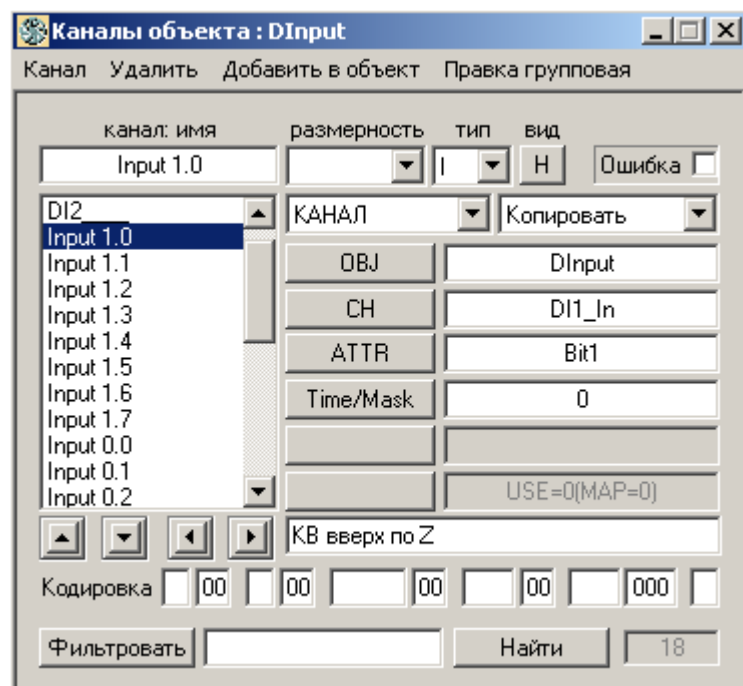 Каналы объекта : DInput
Канал Удалить Добавить в объект Правка групповая
канал: имя размерность тип вид
Input 1.0 I Н Ошибка
DI2____ КАНАЛ Копировать
Input 1.0
Input 1.1 OBJ DInput
Input 1.2
Input 1.3 CH DI1_In
Input 1.4 ATTR Bit1
Input 1.5
Input 1.6 Time/Mask 0
Input 1.7
Input 0.0
Input 0.1
Input 0.2 USE=0(MAP=0)
КВ вверх по Z
Кодировка 00 00 00 00 000
Фильтровать Найти 18